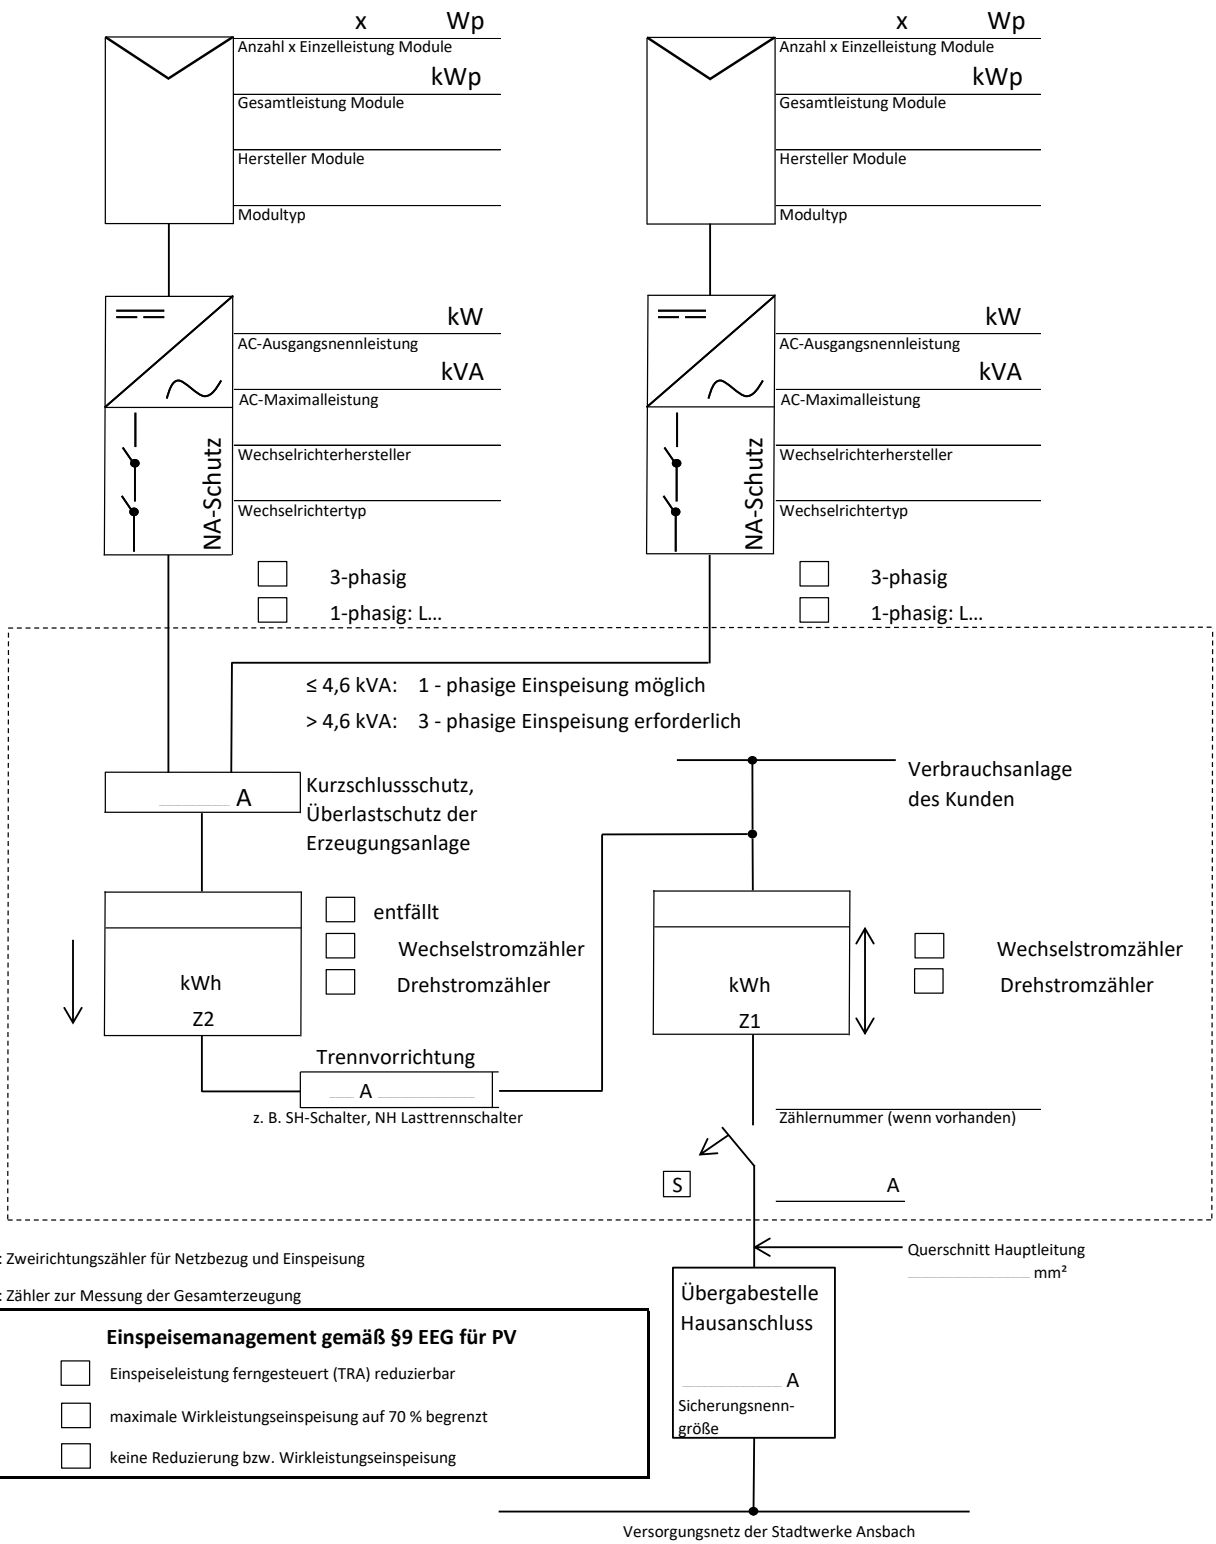 x Wp
Anzahl x Einzelleistung Module
kWp
Gesamtleistung Module
Hersteller Module
Modultyp
kW
AC-Ausgangsnennleistung
kVA
AC-Maximalleistung
Wechselrichterhersteller
Wechselrichtertyp
NA-Schutz
3-phasig
1-phasig: L...
x Wp
Anzahl x Einzelleistung Module
kWp
Gesamtleistung Module
Hersteller Module
Modultyp
kW
AC-Ausgangsnennleistung
kVA
AC-Maximalleistung
Wechselrichterhersteller
Wechselrichtertyp
NA-Schutz
3-phasig
1-phasig: L...
≤ 4,6 kVA: 1 - phasige Einspeisung möglich
> 4,6 kVA: 3 - phasige Einspeisung erforderlich
A
Kurzschlussschutz,
Überlastschutz der
Erzeugungsanlage
Verbrauchsanlage
des Kunden
entfällt
Wechselstromzähler
Drehstromzähler
kWh
Z2
kWh
Z1
Wechselstromzähler
Drehstromzähler
Trennvorrichtung
A
z. B. SH-Schalter, NH Lasttrennschalter
Zählernummer (wenn vorhanden)
S
A
: Zweirichtungszähler für Netzbezug und Einspeisung
: Zähler zur Messung der Gesamterzeugung
Querschnitt Hauptleitung
mm²
Übergabestelle
Hausanschluss
A
Sicherungsnenn-
größe
Einspeisemanagement gemäß §9 EEG für PV
Einspeiseleistung ferngesteuert (TRA) reduzierbar
maximale Wirkleistungseinspeisung auf 70 % begrenzt
keine Reduzierung bzw. Wirkleistungseinspeisung
Versorgungsnetz der Stadtwerke Ansbach